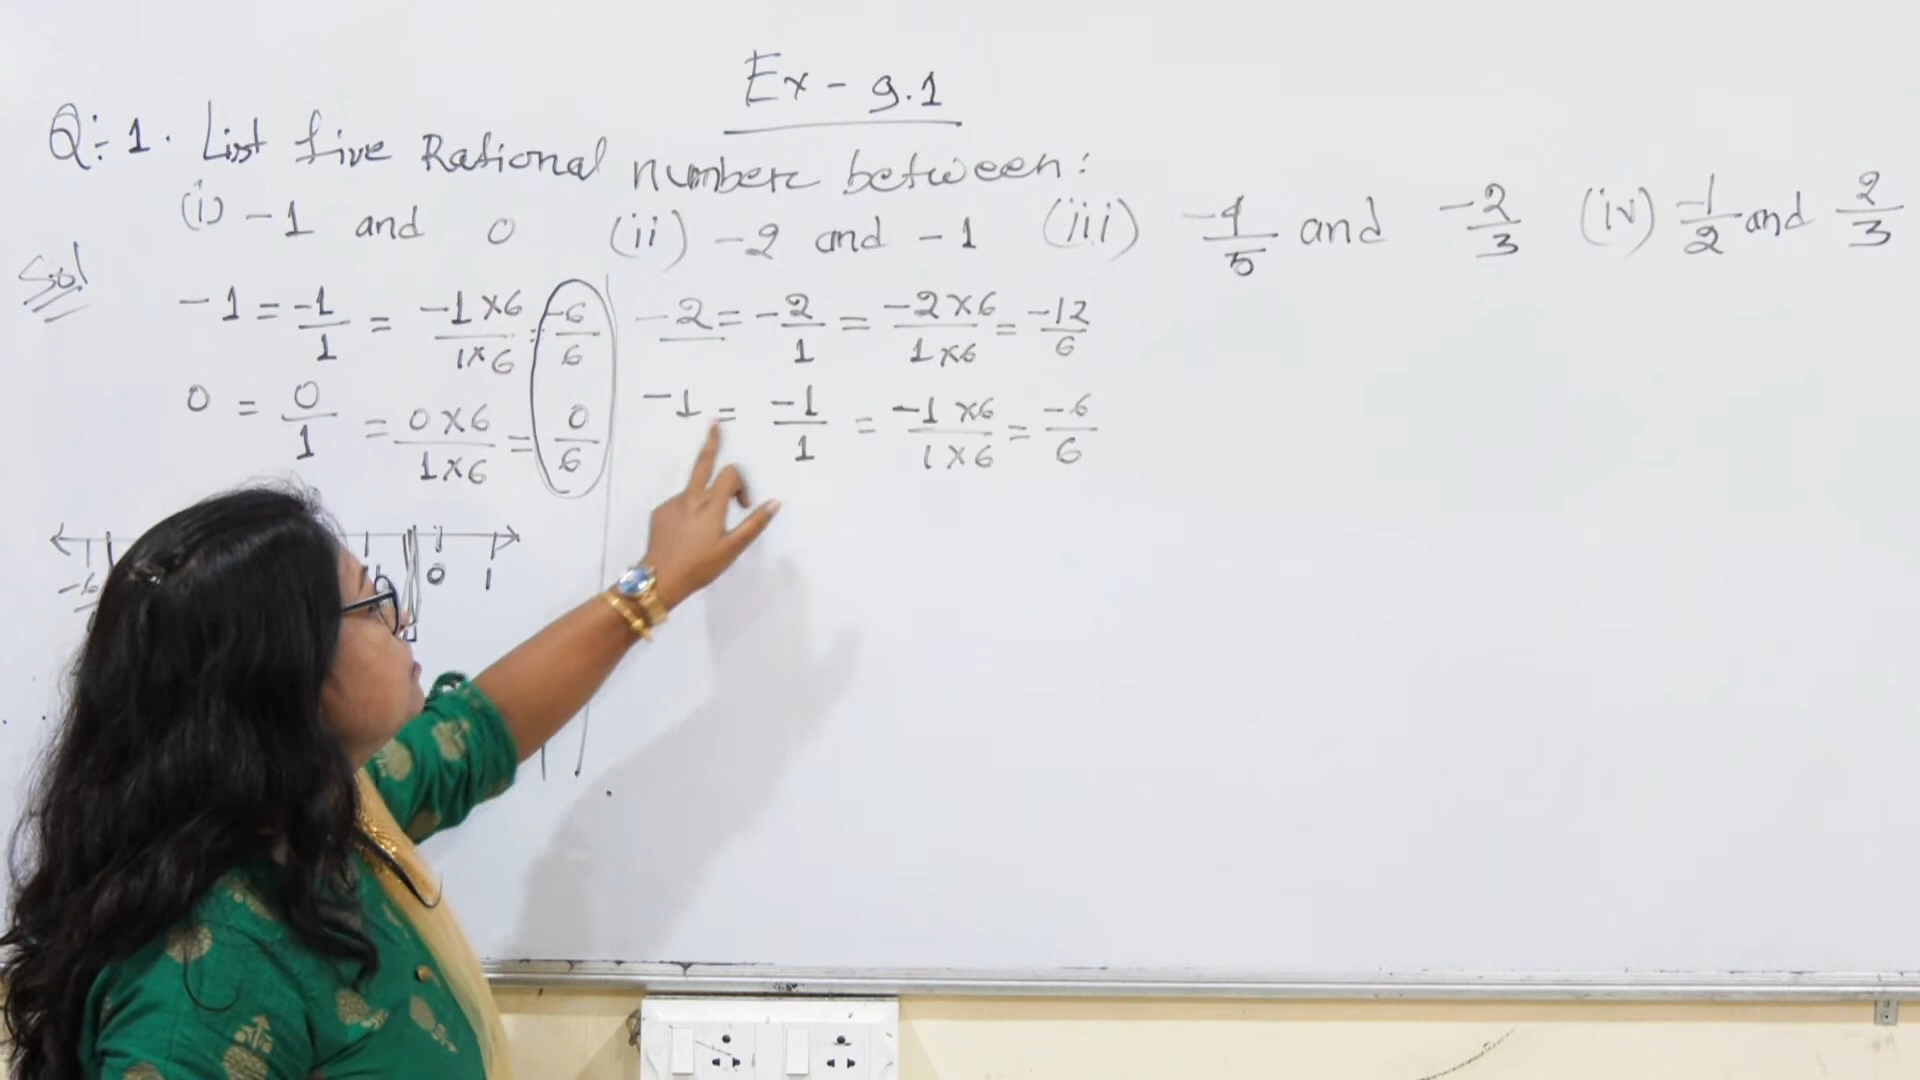 Ex - 9.1
Q:- 1. List five Rational number between:
(i) -1 and 0 (ii) -2 and -1 (iii) -4/5 and -2/3 (iv) -1/2 and 2/3
Sol
-1 = -1/1 = -1×6/1×6 = -6/6
0 = 0/1 = 0×6/1×6 = 0/6
-2 = -2/1 = -2×6/1×6 = -12/6
-1 = -1/1 = -1×6/1×6 = -6/6
-6 0 1